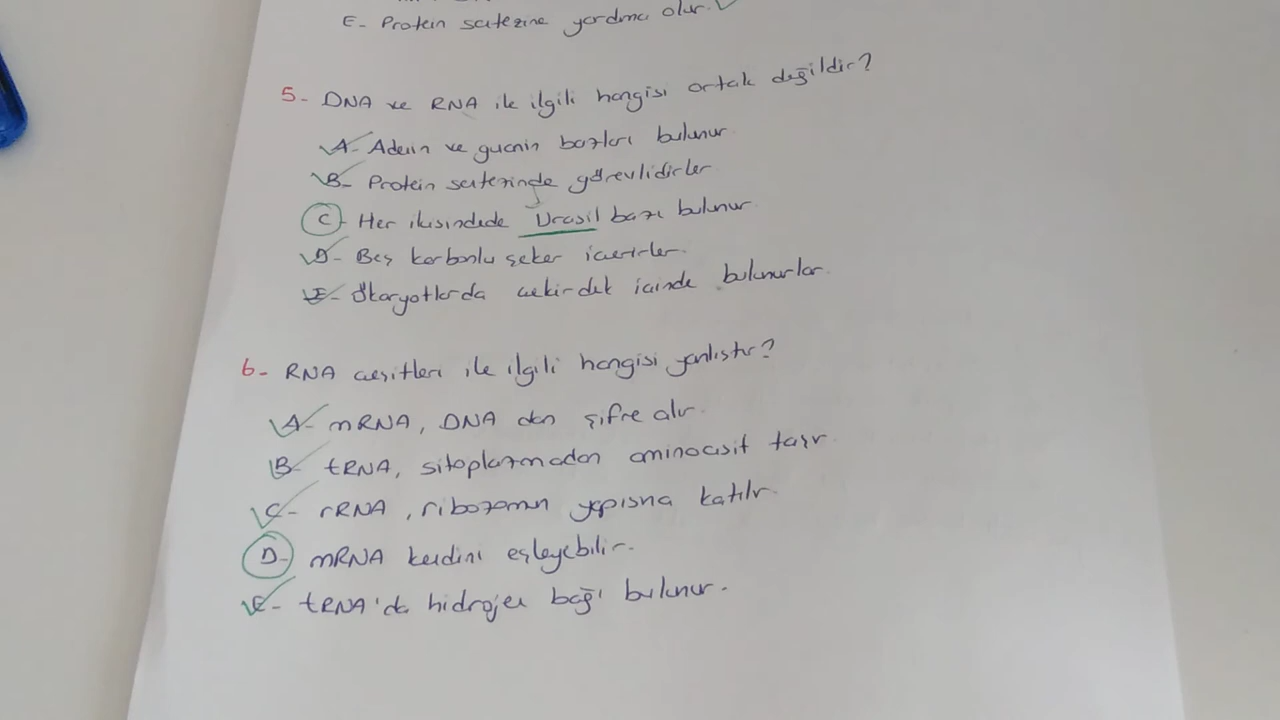 E- Protein sentezine yardımcı olur.
5- DNA ve RNA ile ilgili hangisi ortak değildir?
A- Adenin ve guanin bazları bulunur
B- Protein sentezinde görevlidirler
C- Her ikisindede Urasil bazı bulunur
D- Beş karbonlu şeker içerirler.
E- Ökaryotlarda çekirdek içinde bulunurlar.
6- RNA çeşitleri ile ilgili hangisi yanlıştır?
A- mRNA, DNA dan şifre alır.
B- tRNA, sitoplazmadan aminoasit taşır.
C- rRNA, ribozomun yapısına katılır.
D- mRNA kendini eşleyebilir.
E- tRNA'da hidrojen bağı bulunur.